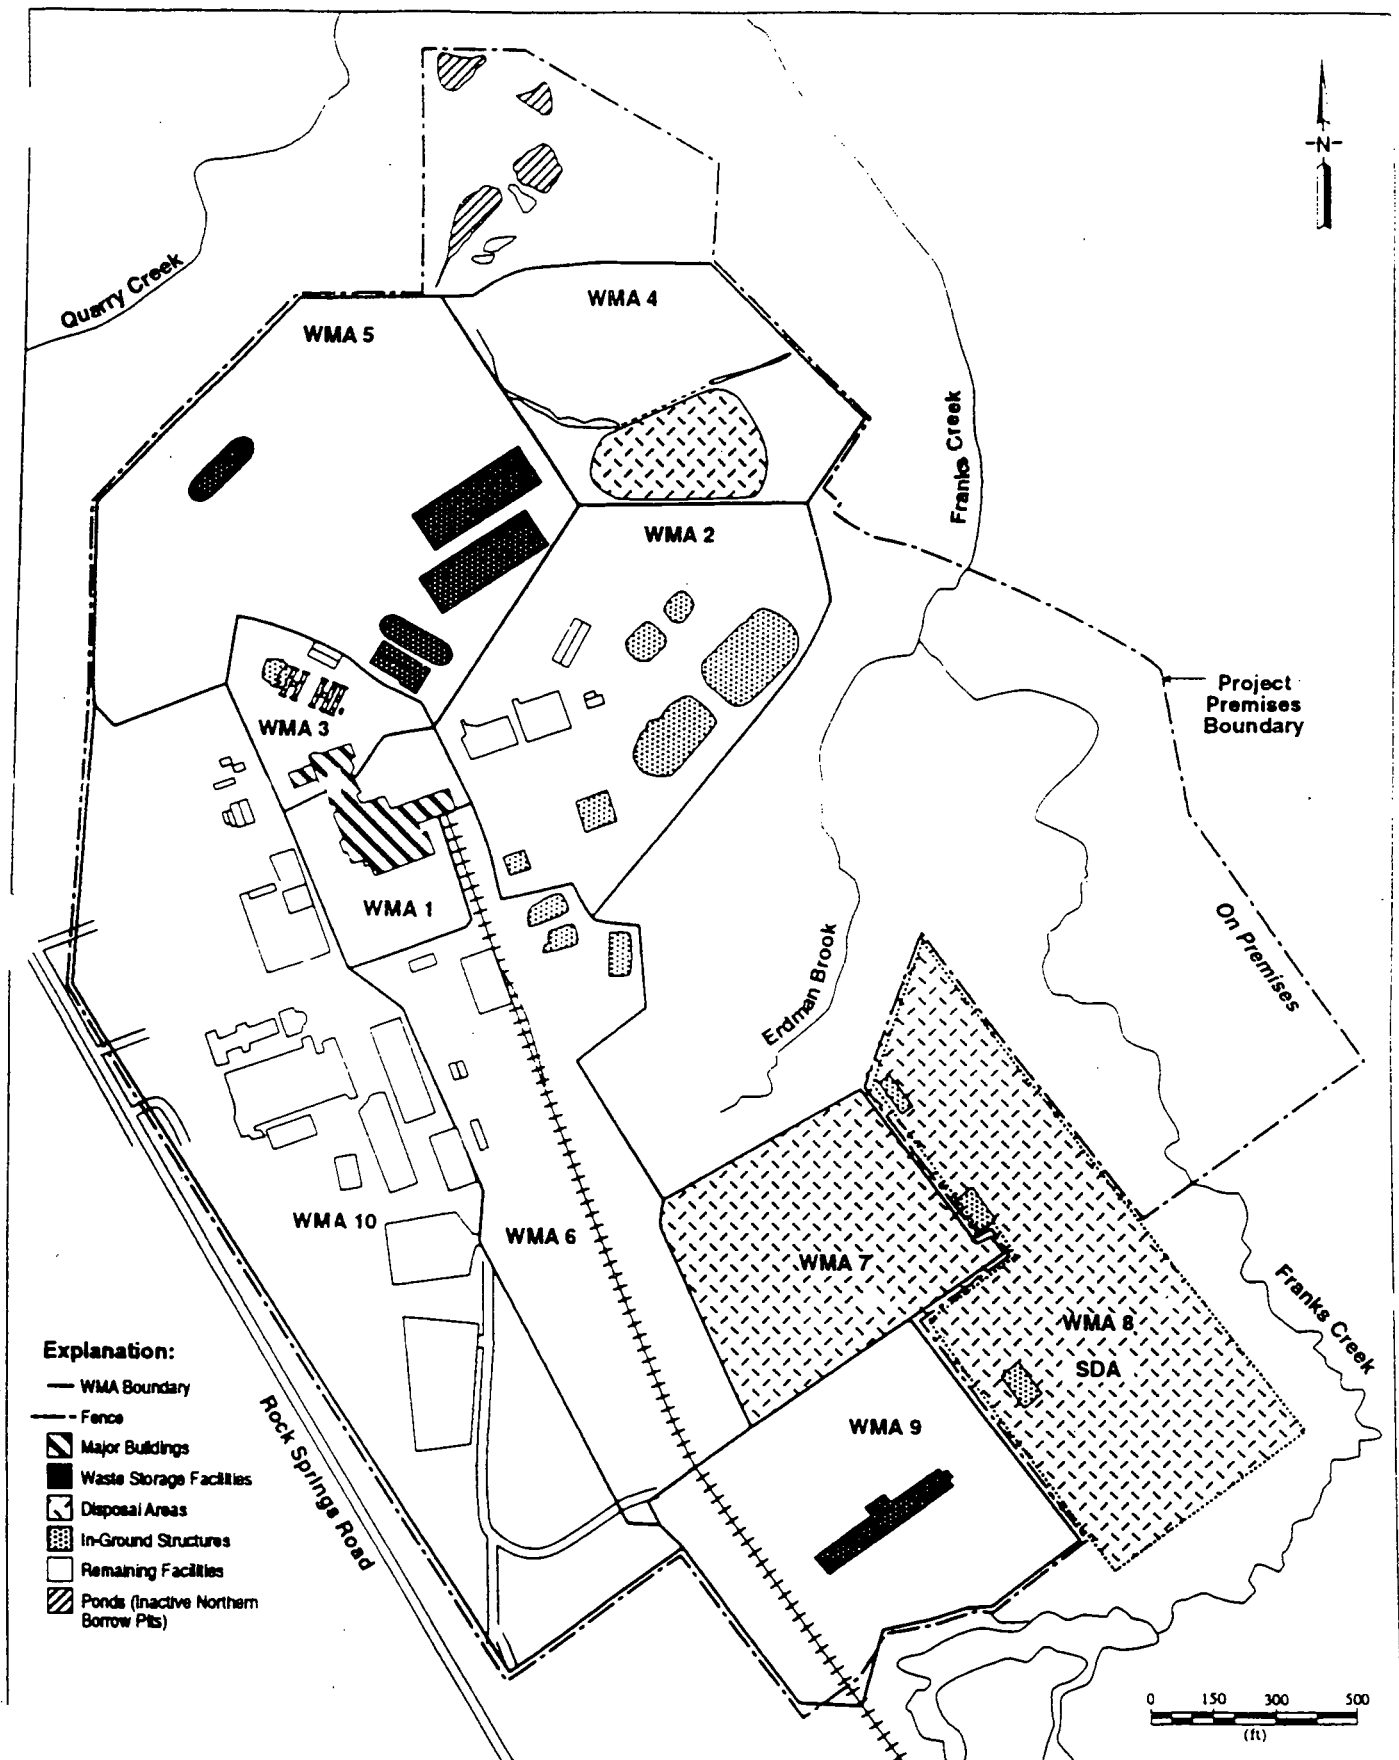 -N-
Quarry Creek
WMA 4
WMA 5
Franks Creek
WMA 2
Project
Premises
Boundary
WMA 3
WMA 1
On Premises
Erdman Brook
WMA 10
WMA 6
WMA 7
WMA 8
SDA
Franks Creek
WMA 9
Rock Springs Road
Explanation:
WMA Boundary
Fence
Major Buildings
Waste Storage Facilities
Disposal Areas
In-Ground Structures
Remaining Facilities
Ponds (Inactive Northern
Borrow Pits)
0 150 300 500
(ft)